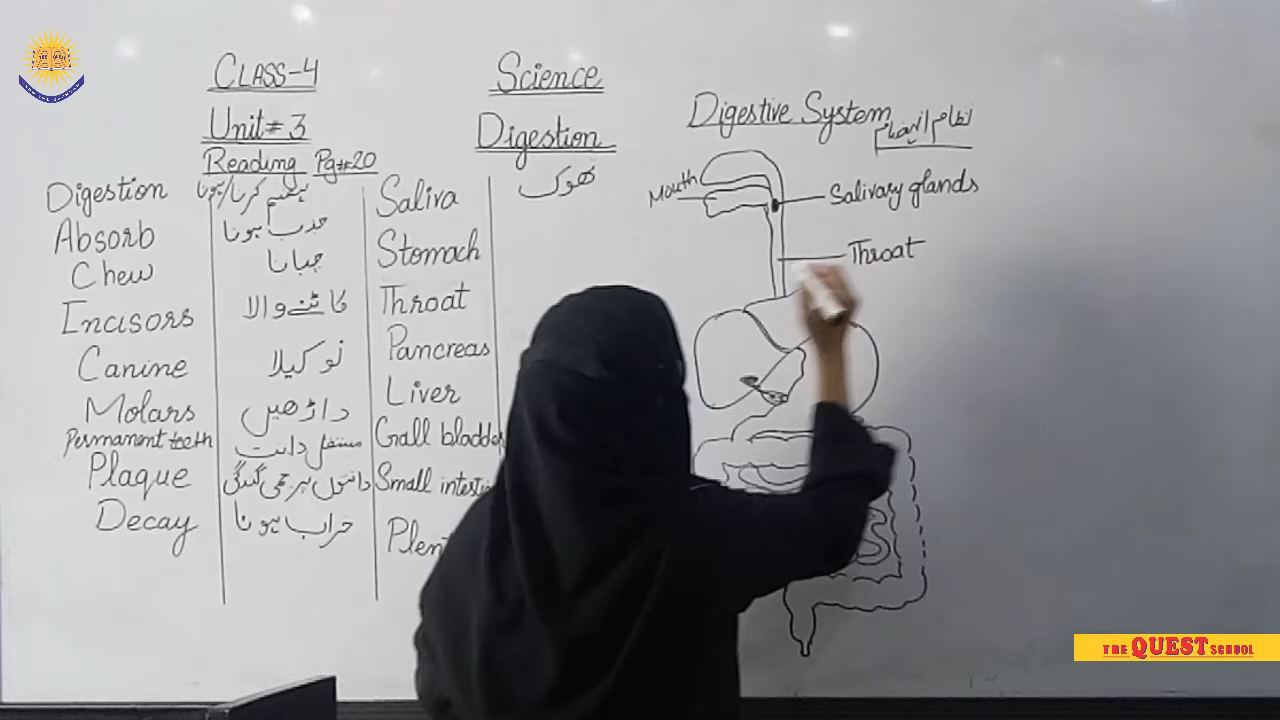 CLASS-4
Science
Unit# 3
Digestion
Reading Pg#20
Digestion ہضم کرنا/ہونا
Absorb جذب ہونا
Chew چبانا
Incisors کاٹنے والا
Canine نوکیلا
Molars داڑھیں
Permanent teeth مستقل دانت
Plaque دانتوں پر جمی گندگی
Decay خراب ہونا
Saliva تھوک
Stomach
Throat
Pancreas
Liver
Gall bladder
Small
Digestive System
نظام انہضام
Mouth
Salivary glands
Throat
THE QUEST SCHOOL